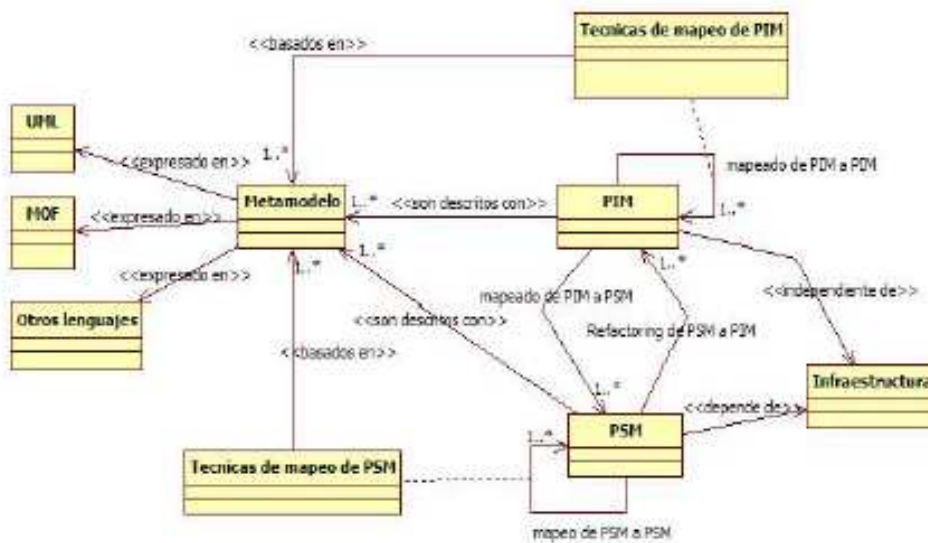 Tecnicas de mapeo de PIM
<<basados en>>
UML
<<expresado en>>
1..*
mapeado de PIM a PIM
Metamodelo
1..*
<<son descritos con>>
PIM
1..*
MOF
<<expresado en>>
1..*
1..*
1..*
<<expresado en>>
mapeado de PIM a PSM
<<independiente de>>
Otros lenguajes
<<son descritos con>>
Refactoring de PSM a PIM
<<basados en>>
Infraestructura
1..*
<<depende de>>
PSM
1..*
Tecnicas de mapeo de PSM
mapeo de PSM a PSM